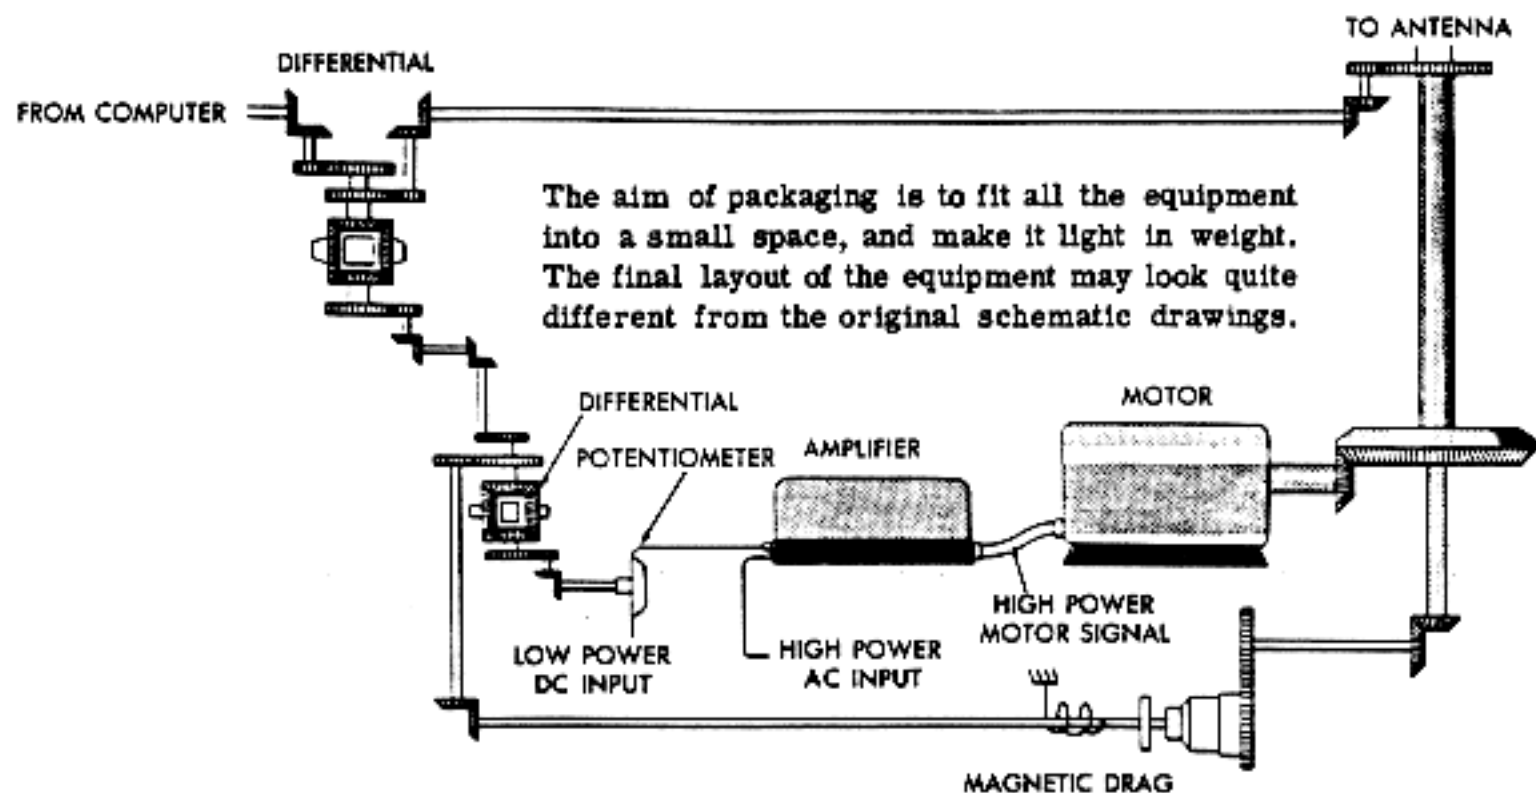 TO ANTENNA
DIFFERENTIAL
FROM COMPUTER
The aim of packaging is to fit all the equipment
into a small space, and make it light in weight.
The final layout of the equipment may look quite
different from the original schematic drawings.
MOTOR
DIFFERENTIAL
POTENTIOMETER
AMPLIFIER
HIGH POWER
MOTOR SIGNAL
LOW POWER
DC INPUT
HIGH POWER
AC INPUT
MAGNETIC DRAG